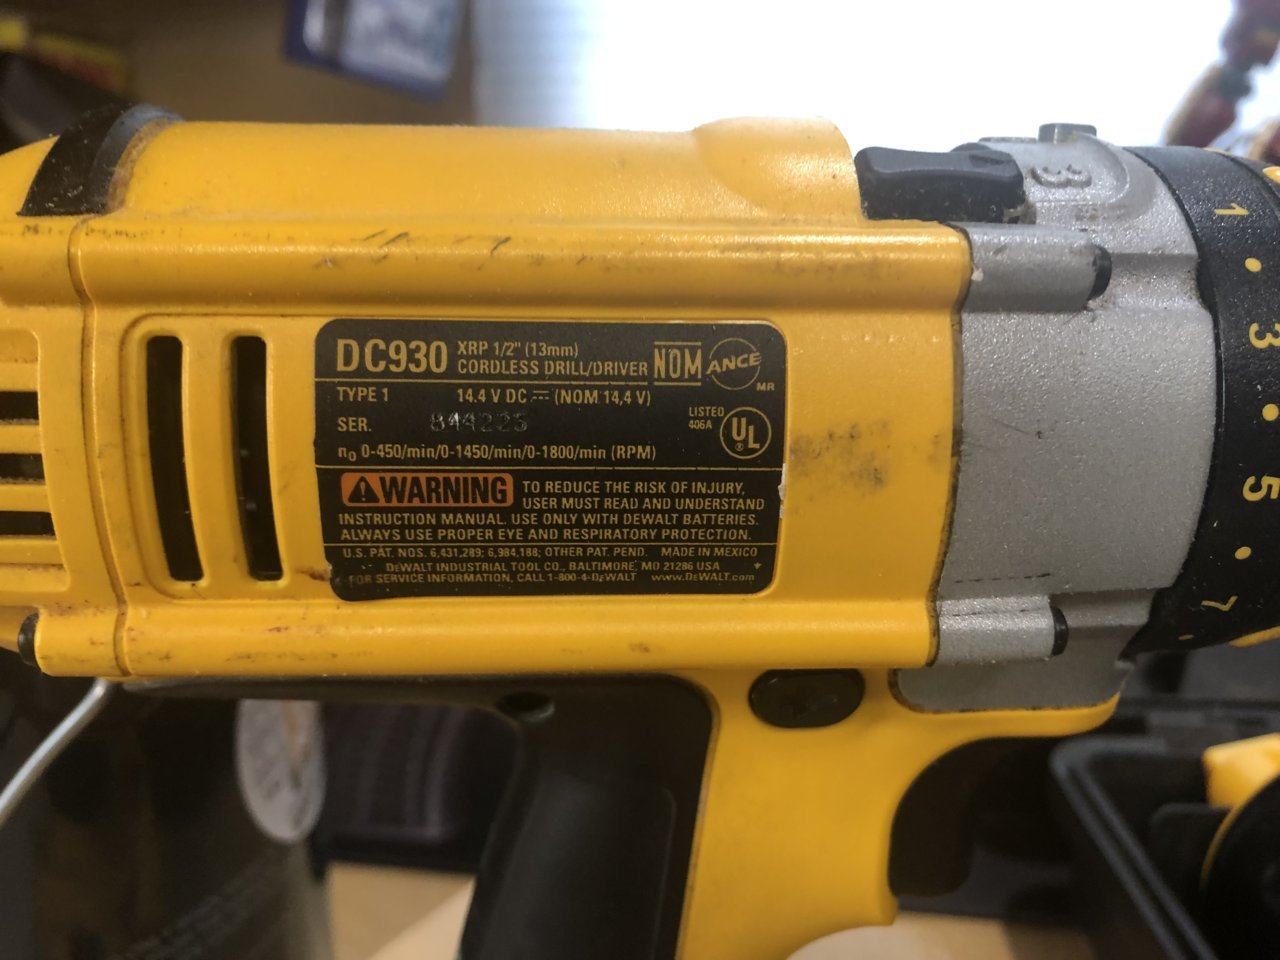 DC930 XRP 1/2" (13mm)
CORDLESS DRILL/DRIVER NOM ANCE
MR
TYPE 1 14.4 V DC ⎓ (NOM 14,4 V)
SER. 844225
LISTED
406A UL ®
n₀ 0-450/min/0-1450/min/0-1800/min (RPM)
⚠WARNING TO REDUCE THE RISK OF INJURY,
USER MUST READ AND UNDERSTAND
INSTRUCTION MANUAL. USE ONLY WITH DEWALT BATTERIES.
ALWAYS USE PROPER EYE AND RESPIRATORY PROTECTION.
U.S. PAT. NOS. 6,431,289; 6,984,188; OTHER PAT. PEND. MADE IN MEXICO
DEWALT INDUSTRIAL TOOL CO., BALTIMORE, MD 21286 USA
FOR SERVICE INFORMATION, CALL 1-800-4-DEWALT www.DEWALT.com
3
1
3
5
7